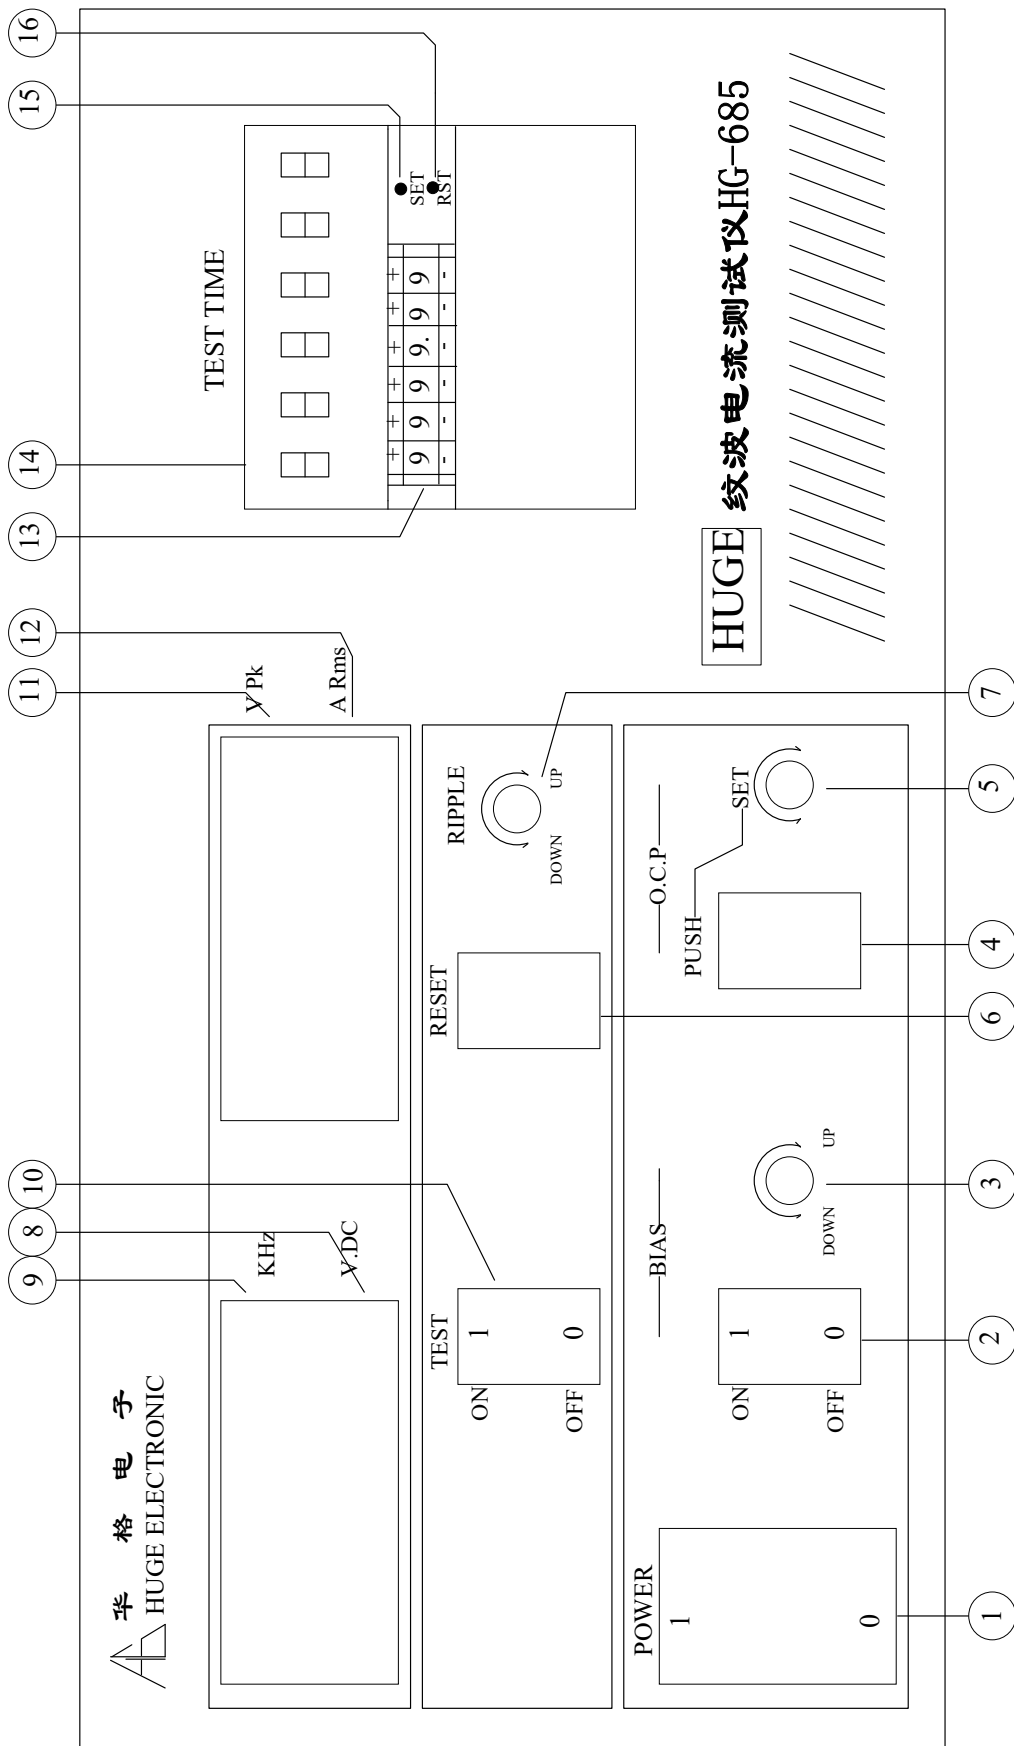 9
8
10
11
12
13
14
15
16
华格电子
HUGE ELECTRONIC
KHz
V.DC
V Pk
A Rms
TEST TIME
+ + + + + +
9 9 9 9. 9 9
- - - - - -
SET
RST
TEST
ON
1
OFF
0
RESET
RIPPLE
DOWN
UP
POWER
1
0
BIAS
ON
1
OFF
0
DOWN
UP
O.C.P
PUSH
SET
HUGE
纹波电流测试仪HG-685
1
2
3
6
4
5
7